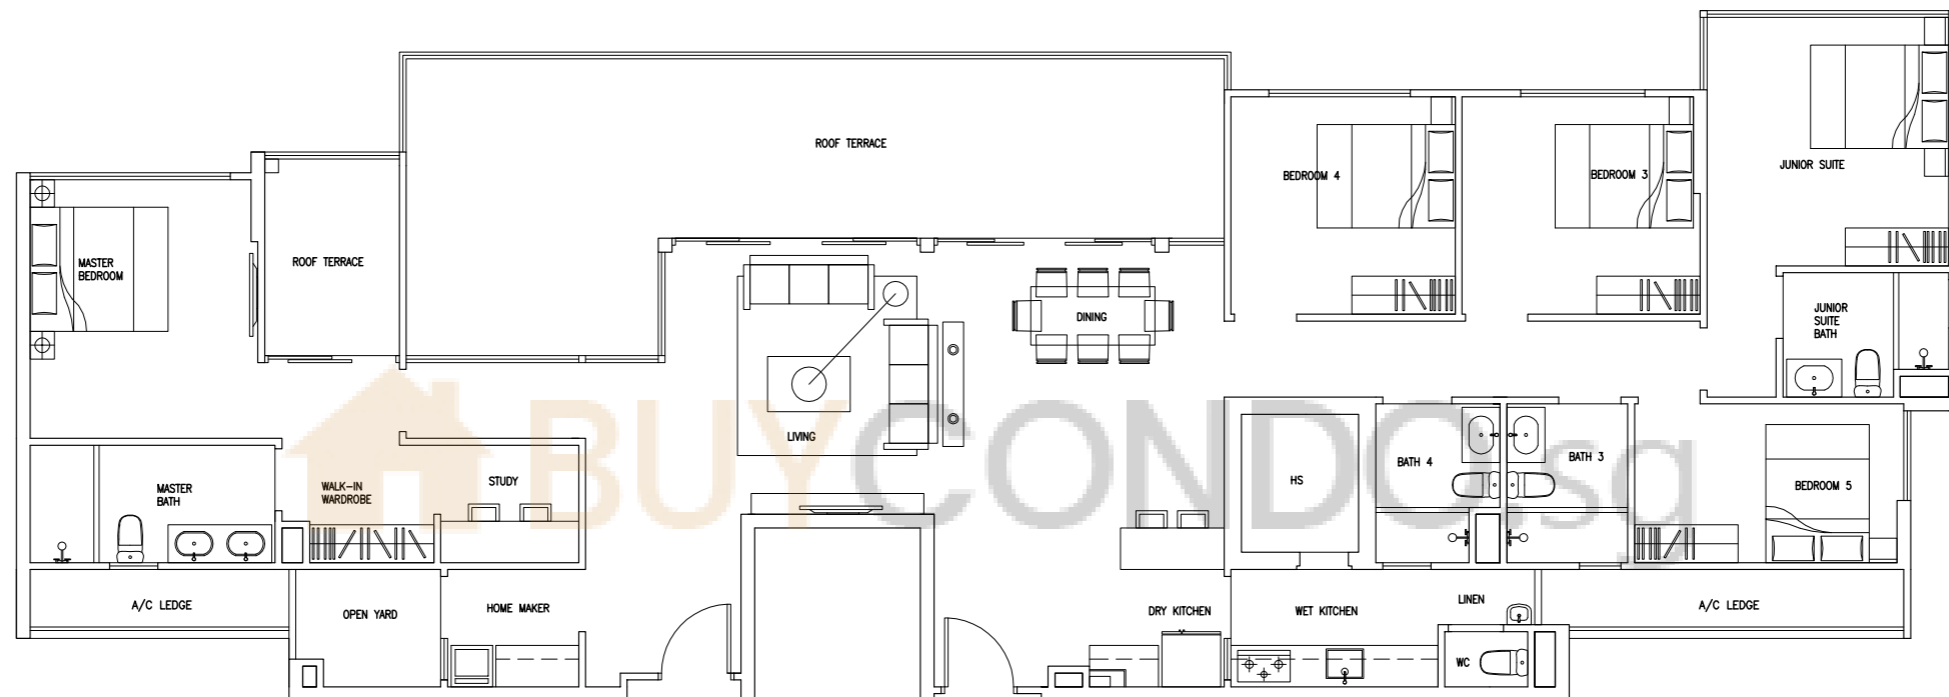 ROOF TERRACE
BEDROOM 4
BEDROOM 3
JUNIOR SUITE
MASTER
BEDROOM
ROOF TERRACE
DINING
JUNIOR
SUITE
BATH
LIVING
BUYCONDO.sg
MASTER
BATH
WALK-IN
WARDROBE
STUDY
HS
BATH 4
BATH 3
BEDROOM 5
A/C LEDGE
OPEN YARD
HOME MAKER
DRY KITCHEN
WET KITCHEN
LINEN
A/C LEDGE
WC